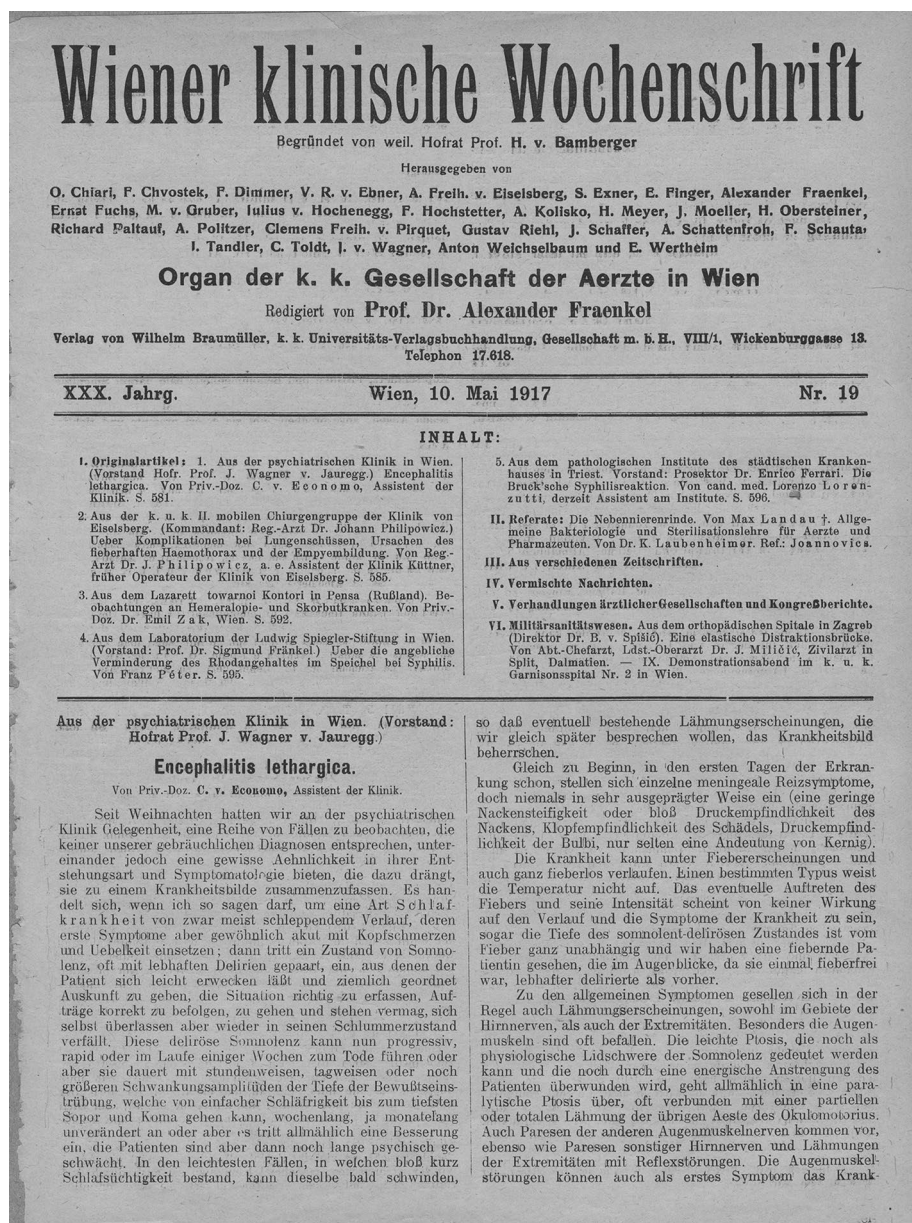 Wiener klinische Wochenschrift
Begründet von weil. Hofrat Prof. H. v. Bamberger
Herausgegeben von
O. Chiari, F. Chvostek, F. Dimmer, V. R. v. Ebner, A. Freih. v. Eiselsberg, S. Exner, E. Finger, Alexander Fraenkel,
Ernst Fuchs, M. v. Gruber, Iulius v. Hochenegg, F. Hochstetter, A. Kolisko, H. Meyer, J. Moeller, H. Obersteiner,
Richard Paltauf, A. Politzer, Clemens Freih. v. Pirquet, Gustav Riehl, J. Schaffer, A. Schattenfroh, F. Schauta,
I. Tandler, C. Toldt, J. v. Wagner, Anton Weichselbaum und E. Wertheim
Organ der k. k. Gesellschaft der Aerzte in Wien
Redigiert von Prof. Dr. Alexander Fraenkel
Verlag von Wilhelm Braumüller, k. k. Universitäts-Verlagsbuchhandlung, Gesellschaft m. b. H., VIII/1, Wickenburggasse 13.
Telephon 17.618.
XXX. Jahrg. Wien, 10. Mai 1917 Nr. 19
INHALT:
I. Originalartikel: 1. Aus der psychiatrischen Klinik in Wien.
(Vorstand Hofr. Prof. J. Wagner v. Jauregg.) Encephalitis
lethargica. Von Priv.-Doz. C. v. Economo, Assistent der
Klinik. S. 581.
2. Aus der k. u. k. II. mobilen Chirurgengruppe der Klinik von
Eiselsberg. (Kommandant: Reg.-Arzt Dr. Johann Philipowicz.)
Ueber Komplikationen bei Lungenschüssen, Ursachen des
fieberhaften Haemothorax und der Empyembildung. Von Reg.-
Arzt Dr. J. Philipowicz, a. e. Assistent der Klinik Küttner,
früher Operateur der Klinik von Eiselsberg. S. 585.
3. Aus dem Lazarett towarnoi Kontori in Pensa (Rußland). Be-
obachtungen an Hemeralopie- und Skorbutkranken. Von Priv.-
Doz. Dr. Emil Zak, Wien. S. 592.
4. Aus dem Laboratorium der Ludwig Spiegler-Stiftung in Wien.
(Vorstand: Prof. Dr. Sigmund Fränkel.) Ueber die angebliche
Verminderung des Rhodangehaltes im Speichel bei Syphilis.
Von Franz Péter. S. 595.
5. Aus dem pathologischen Institute des städtischen Kranken-
hauses in Triest. Vorstand: Prosektor Dr. Enrico Ferrari. Die
Bruck'sche Syphilisreaktion. Von cand. med. Lorenzo Loren-
zutti, derzeit Assistent am Institute. S. 596.
II. Referate: Die Nebennierenrinde. Von Max Landau †. Allge-
meine Bakteriologie und Sterilisationslehre für Aerzte und
Pharmazeuten. Von Dr. K. Laubenheimer. Ref.: Joannovics.
III. Aus verschiedenen Zeitschriften.
IV. Vermischte Nachrichten.
V. Verhandlungen ärztlicher Gesellschaften und Kongreßberichte.
VI. Militärsanitätswesen. Aus dem orthopädischen Spitale in Zagreb
(Direktor Dr. B. v. Spišić). Eine elastische Distraktionsbrücke.
Von Abt.-Chefarzt, Ldst.-Oberarzt Dr. J. Miličić, Zivilarzt in
Split, Dalmatien. — IX. Demonstrationsabend im k. u. k.
Garnisonsspital Nr. 2 in Wien.
Aus der psychiatrischen Klinik in Wien. (Vorstand:
Hofrat Prof. J. Wagner v. Jauregg.)
Encephalitis lethargica.
Von Priv.-Doz. C. v. Economo, Assistent der Klinik.
Seit Weihnachten hatten wir an der psychiatrischen
Klinik Gelegenheit, eine Reihe von Fällen zu beobachten, die
keiner unserer gebräuchlichen Diagnosen entsprechen, unter-
einander jedoch eine gewisse Aehnlichkeit in ihrer Ent-
stehungsart und Symptomatologie bieten, die dazu drängt,
sie zu einem Krankheitsbilde zusammenzufassen. Es han-
delt sich, wenn ich so sagen darf, um eine Art Schlaf-
krankheit von zwar meist schleppendem Verlauf, deren
erste Symptome aber gewöhnlich akut mit Kopfschmerzen
und Uebelkeit einsetzen; dann tritt ein Zustand von Somno-
lenz, oft mit lebhaften Delirien gepaart, ein, aus denen der
Patient sich leicht erwecken läßt und ziemlich geordnet
Auskunft zu geben, die Situation richtig zu erfassen, Auf-
träge korrekt zu befolgen, zu gehen und stehen vermag, sich
selbst überlassen aber wieder in seinen Schlummerzustand
verfällt. Diese deliröse Somnolenz kann nun progressiv,
rapid oder im Laufe einiger Wochen zum Tode führen oder
aber sie dauert mit stundenweisen, tagweisen oder noch
größeren Schwankungsamplitüden der Tiefe der Bewußtseins-
trübung, welche von einfacher Schläfrigkeit bis zum tiefsten
Sopor und Koma gehen kann, wochenlang, ja monatelang
unverändert an oder aber es tritt allmählich eine Besserung
ein, die Patienten sind aber dann noch lange psychisch ge-
schwächt. In den leichtesten Fällen, in welchen bloß kurz
Schlafsüchtigkeit bestand, kann dieselbe bald schwinden,
so daß eventuell bestehende Lähmungserscheinungen, die
wir gleich später besprechen wollen, das Krankheitsbild
beherrschen.
Gleich zu Beginn, in den ersten Tagen der Erkran-
kung schon, stellen sich einzelne meningeale Reizsymptome,
doch niemals in sehr ausgeprägter Weise ein (eine geringe
Nackensteifigkeit oder bloß Druckempfindlichkeit des
Nackens, Klopfempfindlichkeit des Schädels, Druckempfind-
lichkeit der Bulbi, nur selten eine Andeutung von Kernig).
Die Krankheit kann unter Fiebererscheinungen und
auch ganz fieberlos verlaufen. Einen bestimmten Typus weist
die Temperatur nicht auf. Das eventuelle Auftreten des
Fiebers und seine Intensität scheint von keiner Wirkung
auf den Verlauf und die Symptome der Krankheit zu sein,
sogar die Tiefe des somnolent-delirösen Zustandes ist vom
Fieber ganz unabhängig und wir haben eine fiebernde Pa-
tientin gesehen, die im Augenblicke, da sie einmal fieberfrei
war, lebhafter delirierte als vorher.
Zu den allgemeinen Symptomen gesellen sich in der
Regel auch Lähmungserscheinungen, sowohl im Gebiete der
Hirnnerven, als auch der Extremitäten. Besonders die Augen-
muskeln sind oft befallen. Die leichte Ptosis, die noch als
physiologische Lidschwere der Somnolenz gedeutet werden
kann und die noch durch eine energische Anstrengung des
Patienten überwunden wird, geht allmählich in eine para-
lytische Ptosis über, oft verbunden mit einer partiellen
oder totalen Lähmung der übrigen Aeste des Okulomotorius.
Auch Paresen der anderen Augenmuskelnerven kommen vor,
ebenso wie Paresen sonstiger Hirnnerven und Lähmungen
der Extremitäten mit Reflexstörungen. Die Augenmuskel-
störungen können auch als erstes Symptom das Krank-